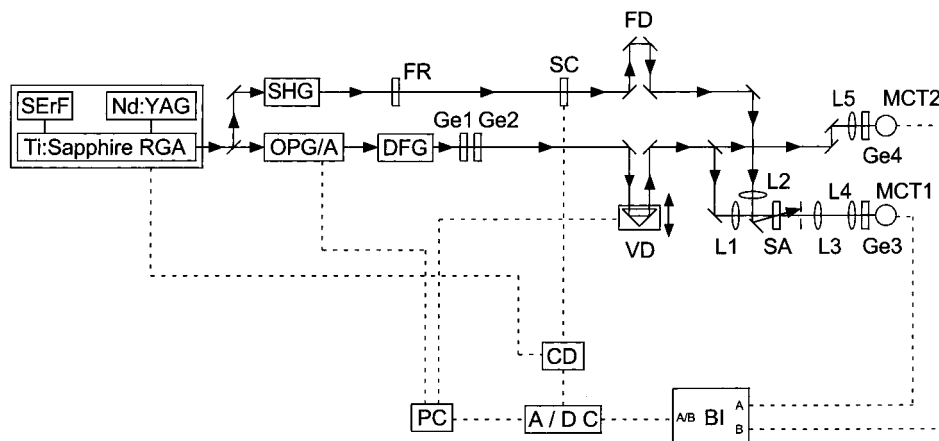 FD
FR
SC
SErF
Nd:YAG
SHG
L5
MCT2
Ge1 Ge2
Ti:Sapphire RGA
OPG/A
DFG
Ge4
L2
L4
MCT1
VD
L1
SA
L3
Ge3
CD
PC
A / D C
A/B
BI
A
B